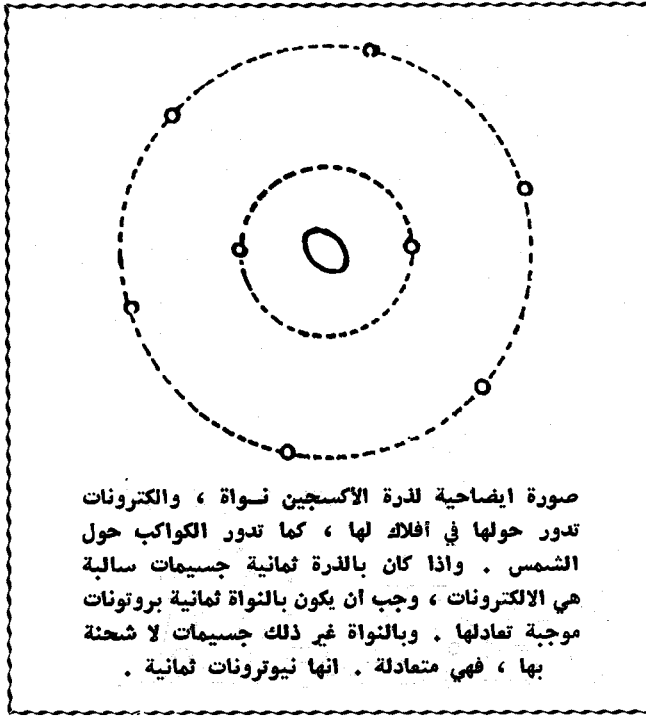 صورة ايضاحية لذرة الأكسجين نـواة ، والكترونات
تدور حولها في أفلاك لها ، كما تدور الكواكب حول
الشمس . واذا كان بالذرة ثمانية جسيمات سالبة
هي الالكترونات ، وجب أن يكون بالنواة ثمانية بروتونات
موجبة تعادلها . وبالنواة غير ذلك جسيمات لا شحنة
بها ، فهي متعادلة . انها نيوترونات ثمانية .